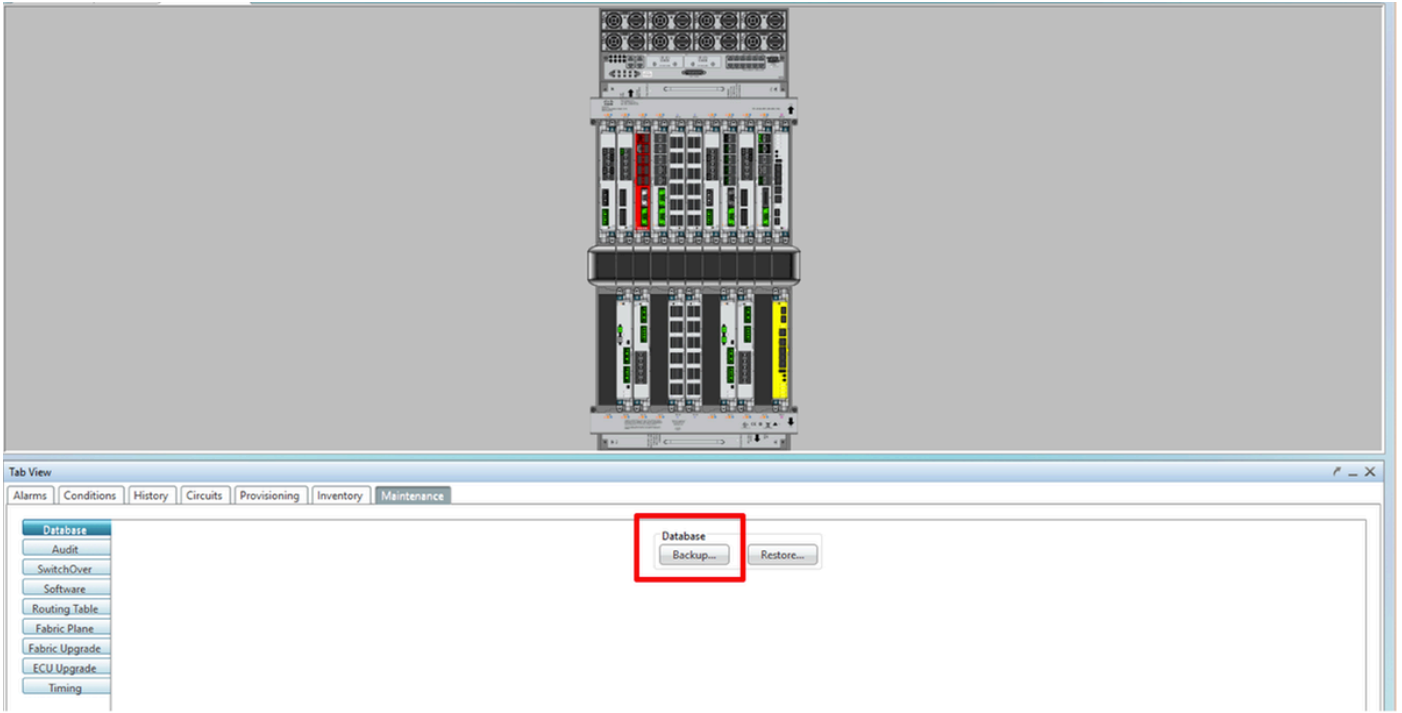 Tab View
Alarms Conditions History Circuits Provisioning Inventory Maintenance
Database
Audit
SwitchOver
Software
Routing Table
Fabric Plane
Fabric Upgrade
ECU Upgrade
Timing
Database
Backup... Restore...